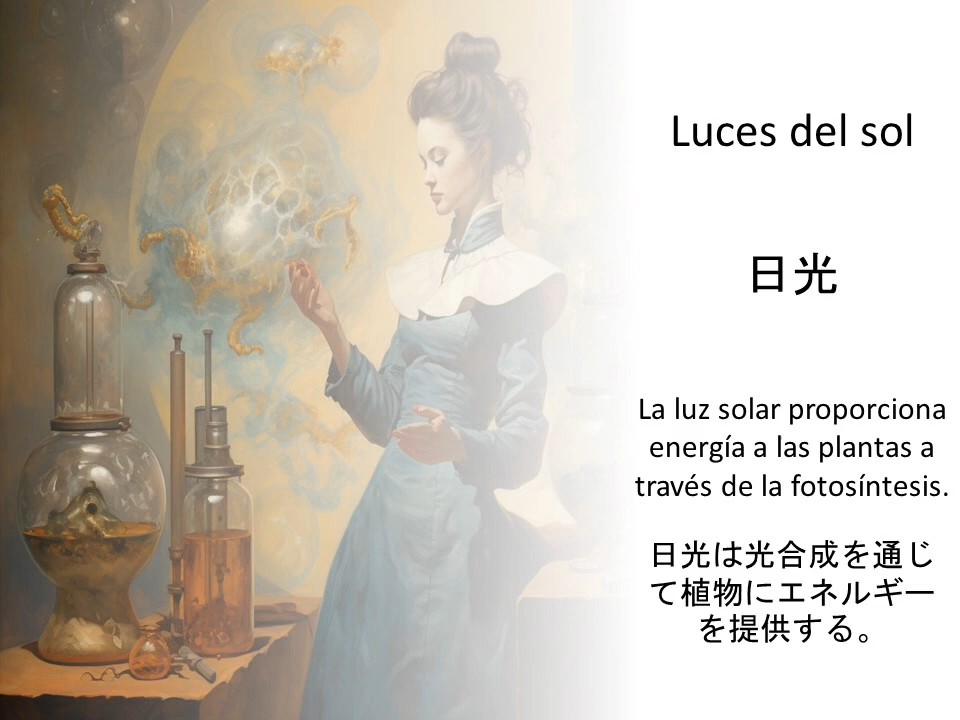 Luces del sol
日光
La luz solar proporciona
energía a las plantas a
través de la fotosíntesis.
日光は光合成を通じ
て植物にエネルギー
を提供する。